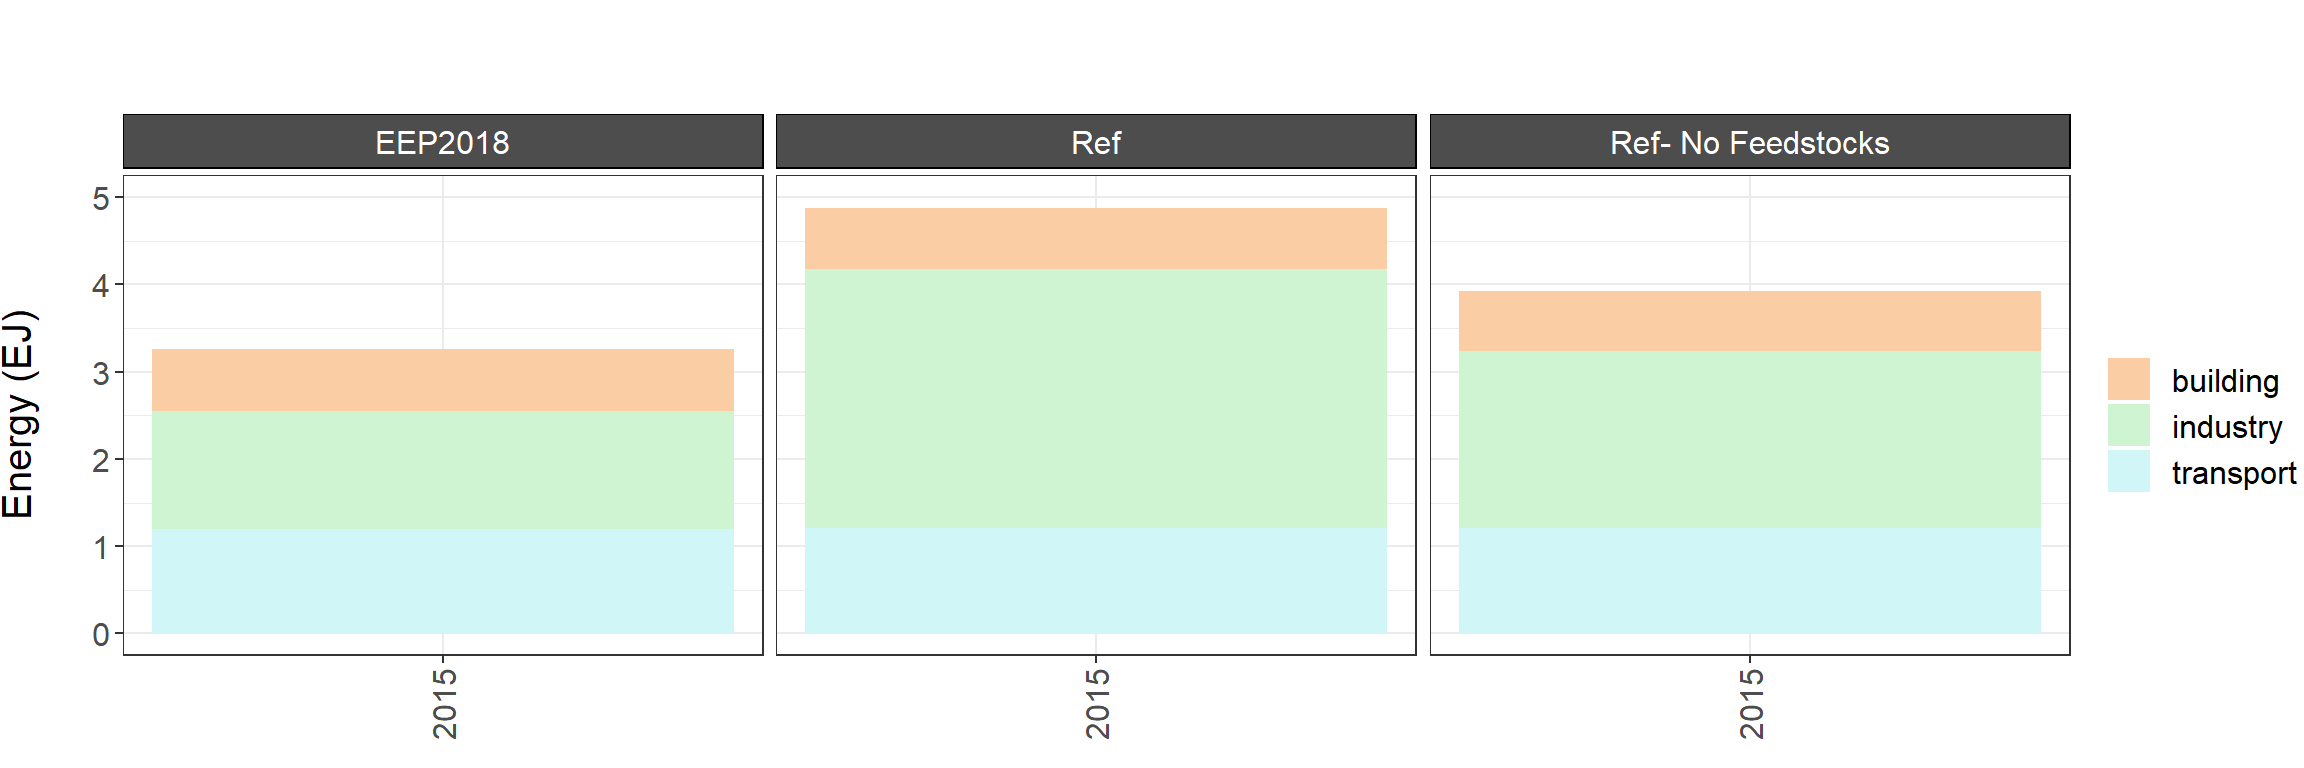 EEP2018
Ref
Ref- No Feedstocks
Energy (EJ)
5
4
3
2
1
0
2015
2015
2015
building
industry
transport